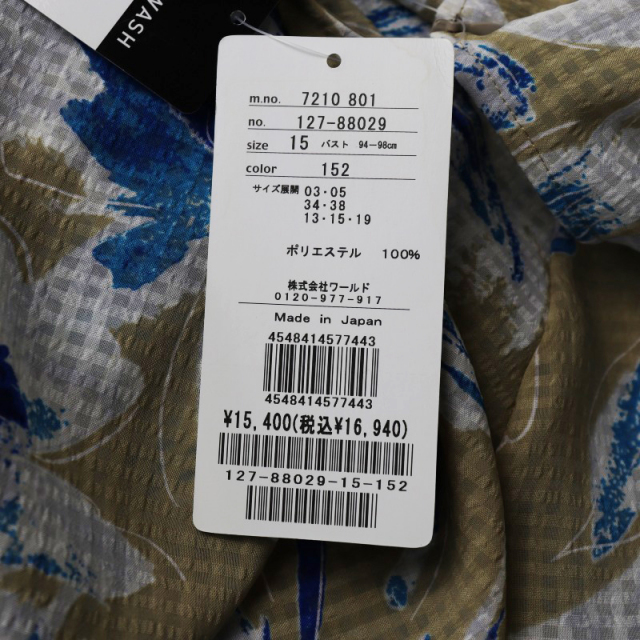 WASH
m.no. 7210 801
no. 127-88029
size 15 バスト 94-98cm
color 152
サイズ展開 03・05
34・38
13・15・19
ポリエステル 100%
株式会社ワールド
0120-977-917
Made in Japan
4548414577443
4548414577443
¥15,400(税込¥16,940)
127-88029-15-152